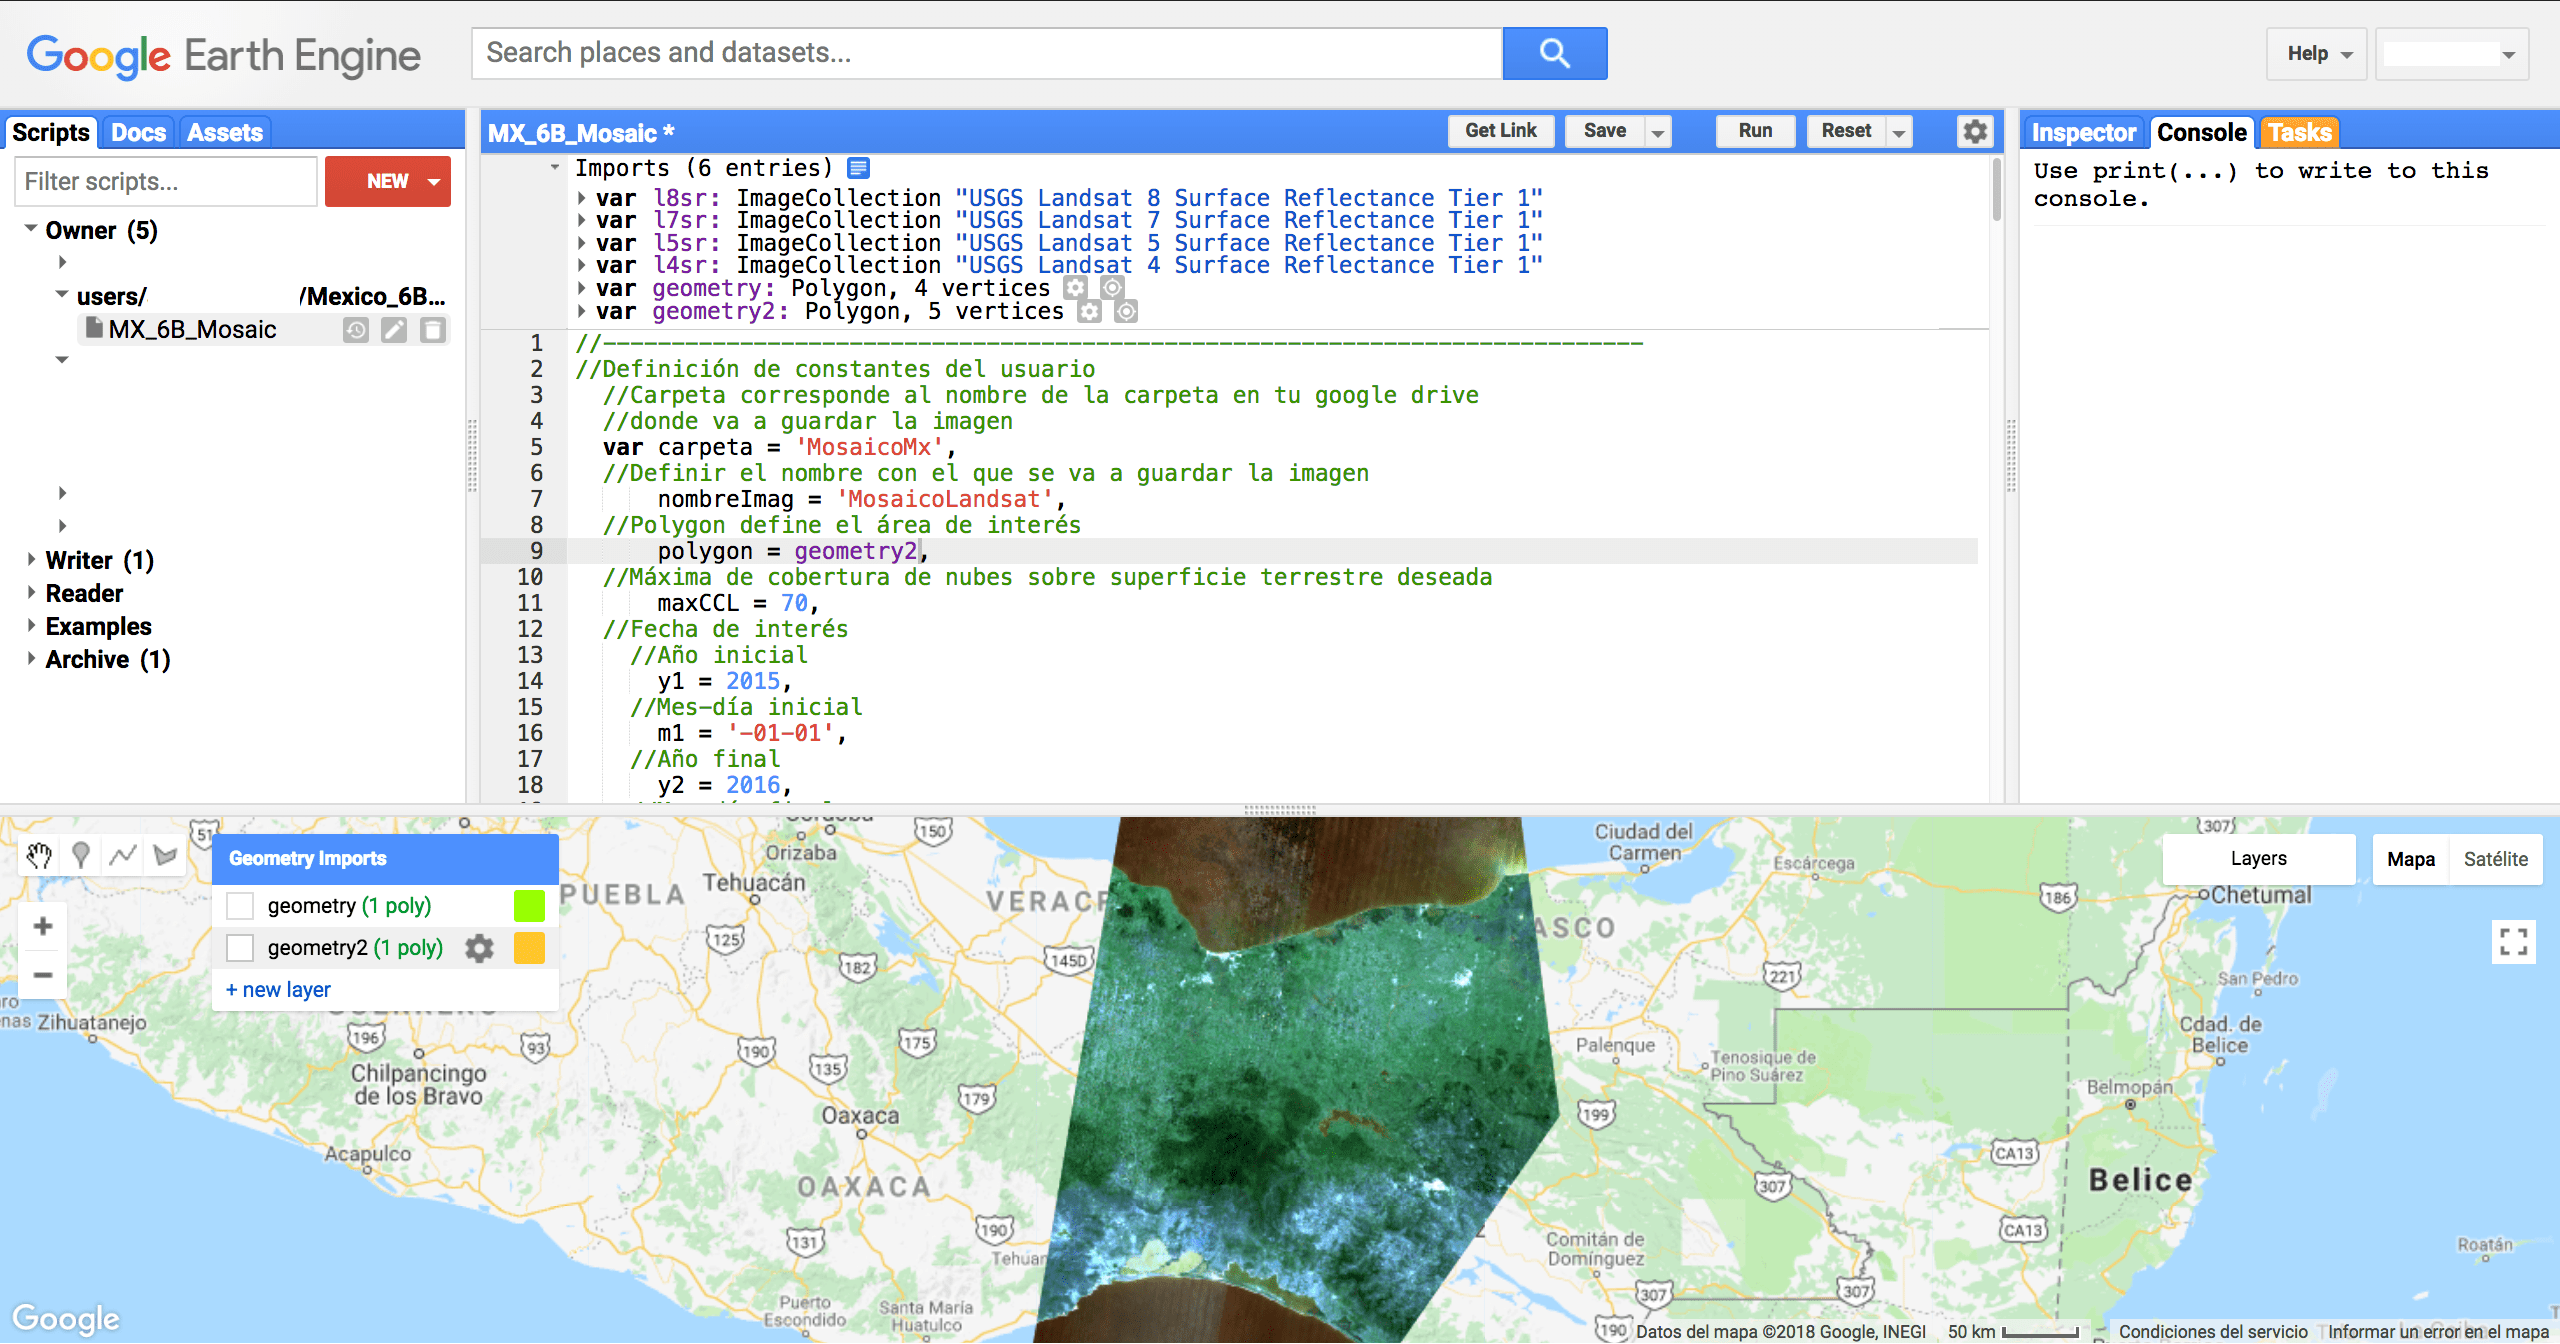 Google Earth Engine
Search places and datasets...
Help
Scripts Docs Assets
Filter scripts...
NEW
Owner (5)
users/ /Mexico_6B...
MX_6B_Mosaic
Writer (1)
Reader
Examples
Archive (1)
MX_6B_Mosaic *
Get Link Save Run Reset
Imports (6 entries)
var l8sr: ImageCollection "USGS Landsat 8 Surface Reflectance Tier 1"
var l7sr: ImageCollection "USGS Landsat 7 Surface Reflectance Tier 1"
var l5sr: ImageCollection "USGS Landsat 5 Surface Reflectance Tier 1"
var l4sr: ImageCollection "USGS Landsat 4 Surface Reflectance Tier 1"
var geometry: Polygon, 4 vertices
var geometry2: Polygon, 5 vertices
1 //----------------------------------------------------------------------------
2 //Definición de constantes del usuario
3 //Carpeta corresponde al nombre de la carpeta en tu google drive
4 //donde va a guardar la imagen
5 var carpeta = 'MosaicoMx',
6 //Definir el nombre con el que se va a guardar la imagen
7 nombreImag = 'MosaicoLandsat',
8 //Polygon define el área de interés
9 polygon = geometry2,
10 //Máxima de cobertura de nubes sobre superficie terrestre deseada
11 maxCCL = 70,
12 //Fecha de interés
13 //Año inicial
14 y1 = 2015,
15 //Mes-día inicial
16 m1 = '-01-01',
17 //Año final
18 y2 = 2016,
Inspector Console Tasks
Use print(...) to write to this
console.
Geometry Imports
geometry (1 poly)
geometry2 (1 poly)
+ new layer
Layers
Mapa Satélite
51
150
Orizaba
Tehuacán
PUEBLA
VERACR
125
182
145D
Zihuatanejo
196
93
Chilpancingo
de los Bravo
190
135
175
179
Oaxaca
Acapulco
OAXACA
131
190
Tehuan
Puerto
Escondido
Santa María
Huatulco
Ciudad del
Carmen
Escárcega
307
186
Chetumal
ASCO
221
San Pedro
Palenque
Tenosique de
Pino Suárez
Cdad. de
Belice
Belmopán
199
CA13
307
Belice
CA13
Comitán de
Domínguez
Roatán
307
307
190
Google
Datos del mapa ©2018 Google, INEGI
50 km
Condiciones del servicio
Informar un error en el mapa